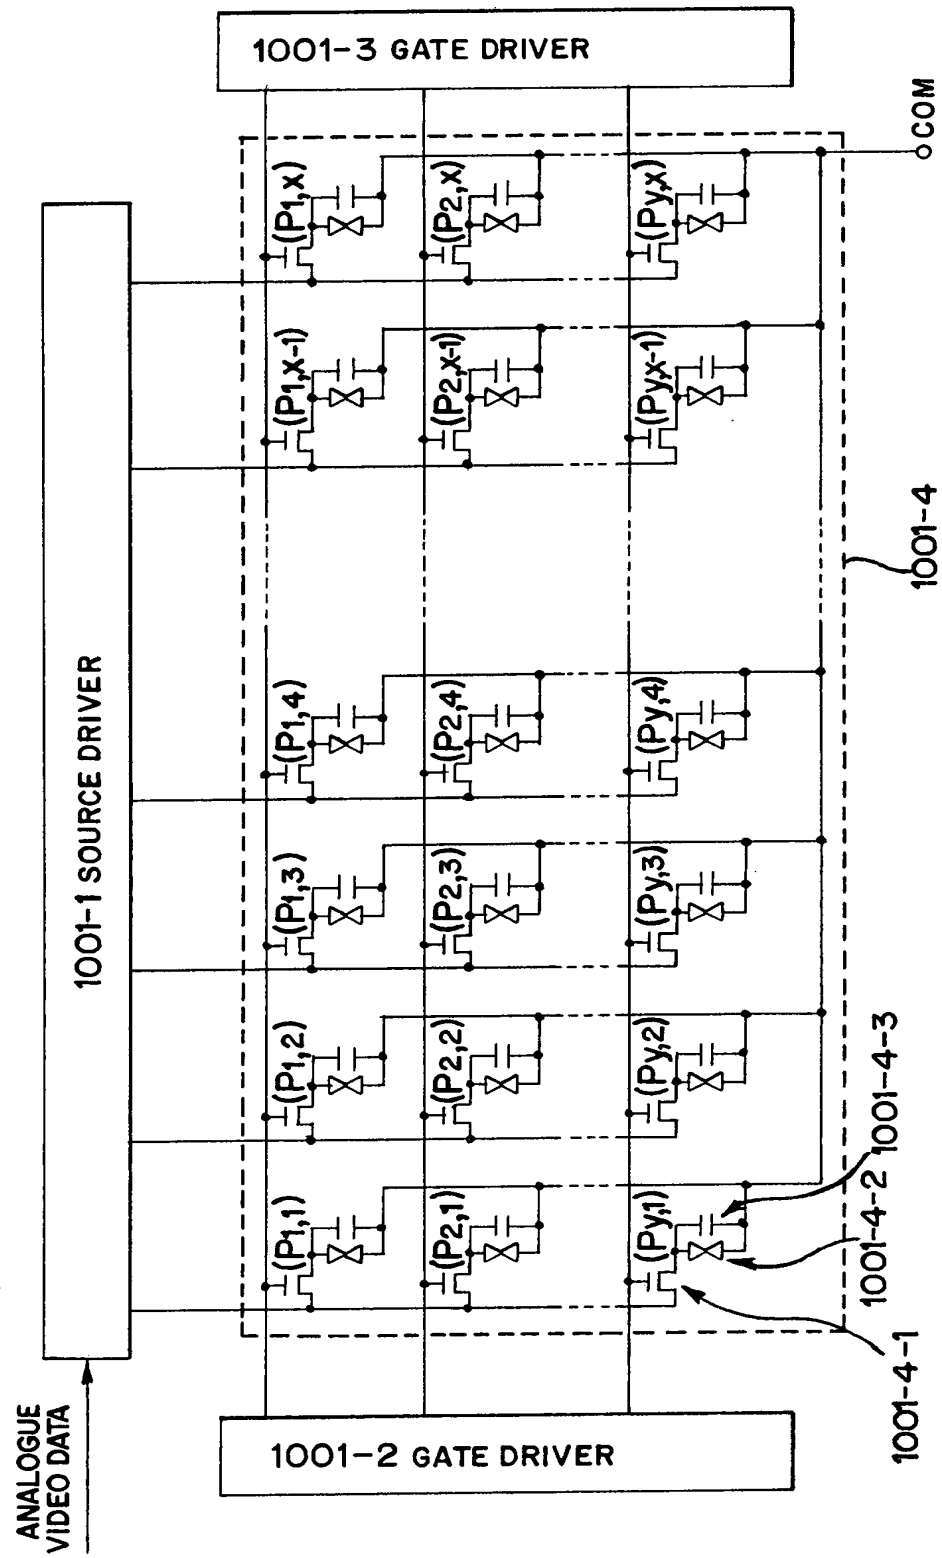 1001-3 GATE DRIVER
COM
(P1,X)
(P2,X)
(Py,X)
(P1,X-1)
(P2,X-1)
(Py,X-1)
1001-4
1001-1 SOURCE DRIVER
(P1,4)
(P2,4)
(Py,4)
(P1,3)
(P2,3)
(Py,3)
(P1,2)
(P2,2)
(Py,2)
1001-4-3
(P1,1)
(P2,1)
(Py,1)
1001-4-2
1001-4-1
ANALOGUE
VIDEO DATA
1001-2 GATE DRIVER